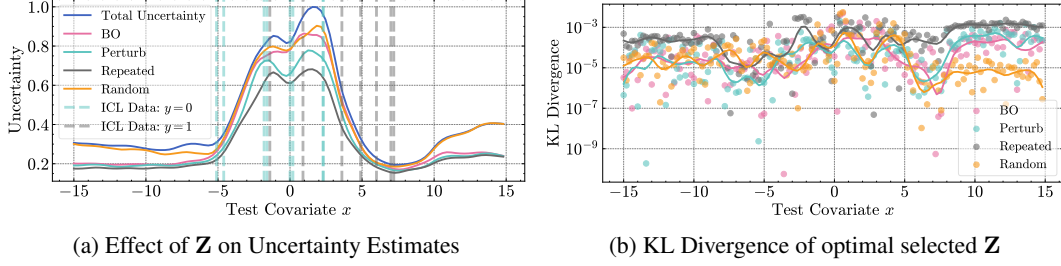 1.0
0.8
0.6
0.4
0.2
Uncertainty
Total Uncertainty
BO
Perturb
Repeated
Random
ICL Data: y = 0
ICL Data: y = 1
−15 −10 −5 0 5 10 15
Test Covariate x
(a) Effect of Z on Uncertainty Estimates
10⁻³
10⁻⁵
10⁻⁷
10⁻⁹
KL Divergence
BO
Perturb
Repeated
Random
−15 −10 −5 0 5 10 15
Test Covariate x
(b) KL Divergence of optimal selected Z